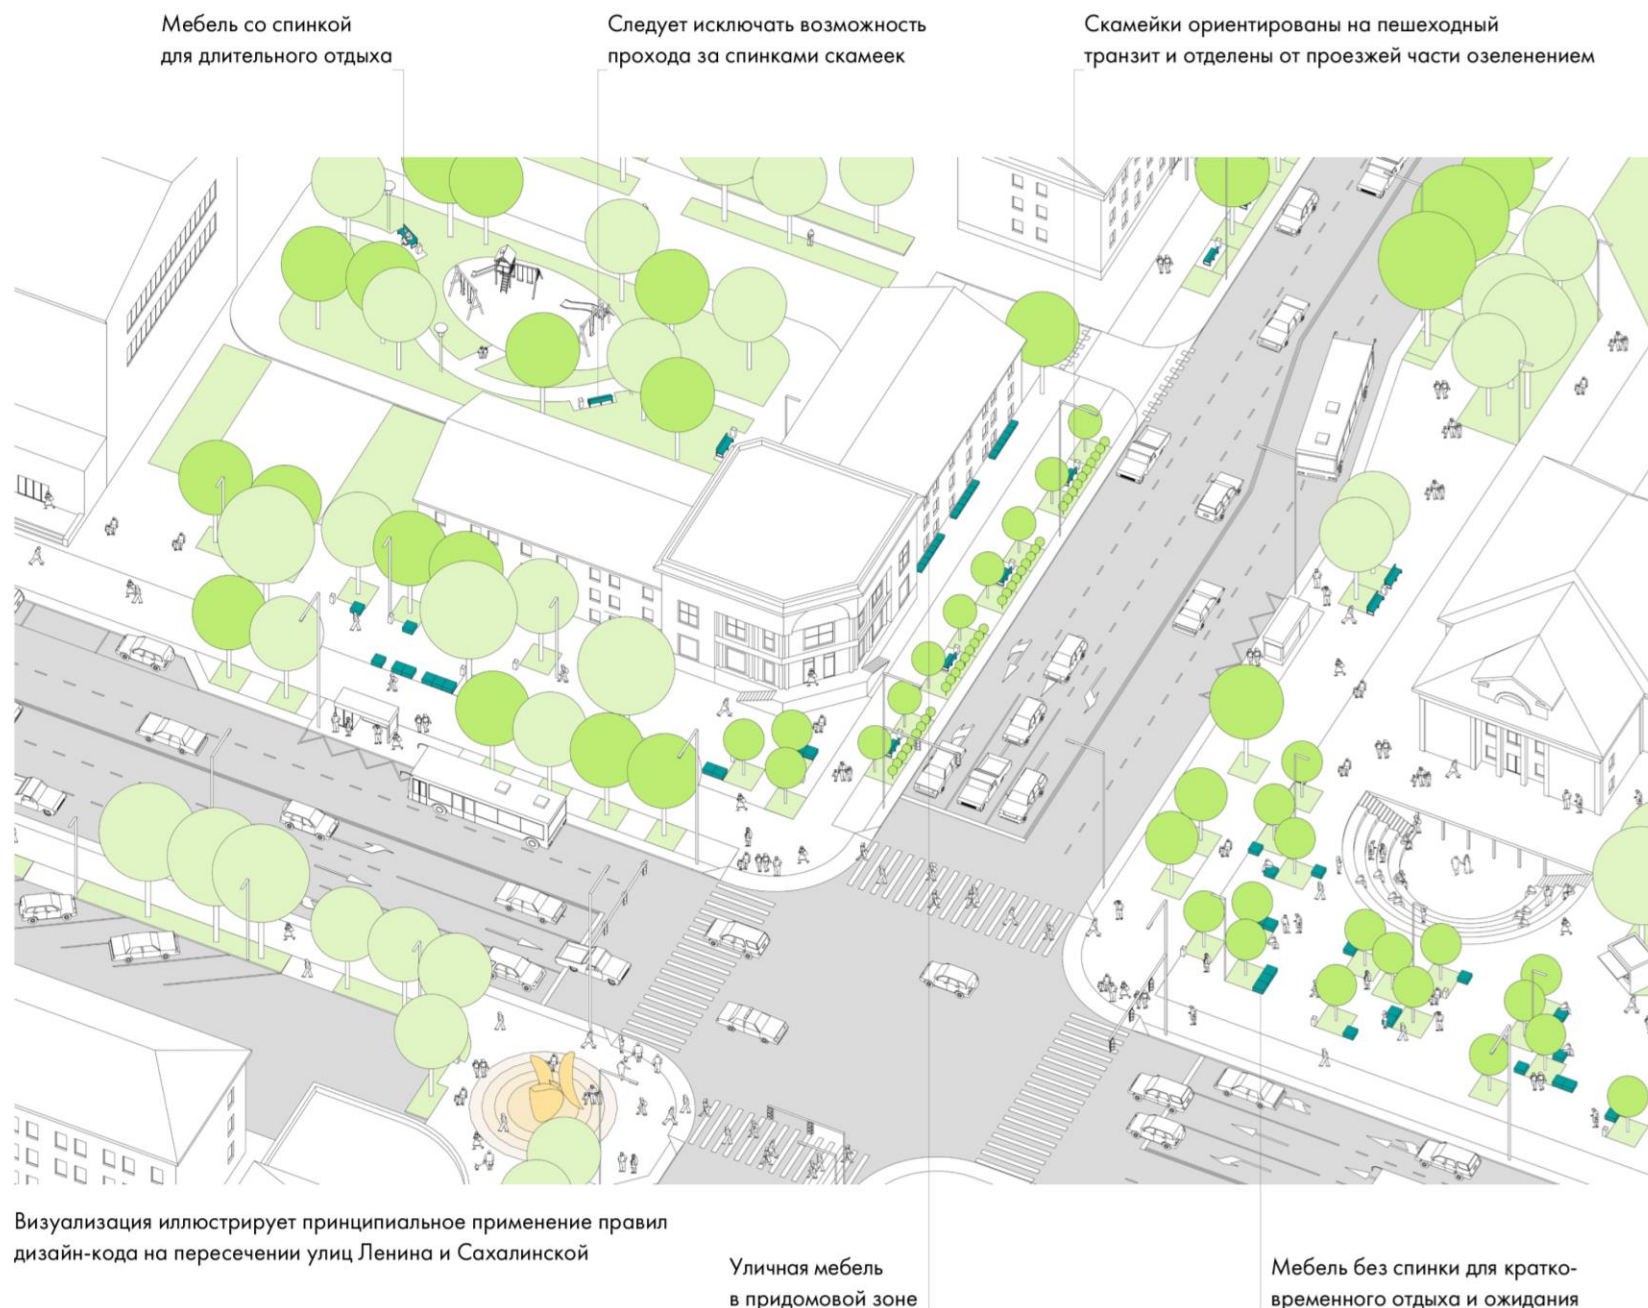 Мебель со спинкой
для длительного отдыха
Следует исключать возможность
прохода за спинками скамеек
Скамейки ориентированы на пешеходный
транзит и отделены от проезжей части озеленением
Визуализация иллюстрирует принципиальное применение правил
дизайн-кода на пересечении улиц Ленина и Сахалинской
Уличная мебель
в придомовой зоне
Мебель без спинки для кратко-
временного отдыха и ожидания